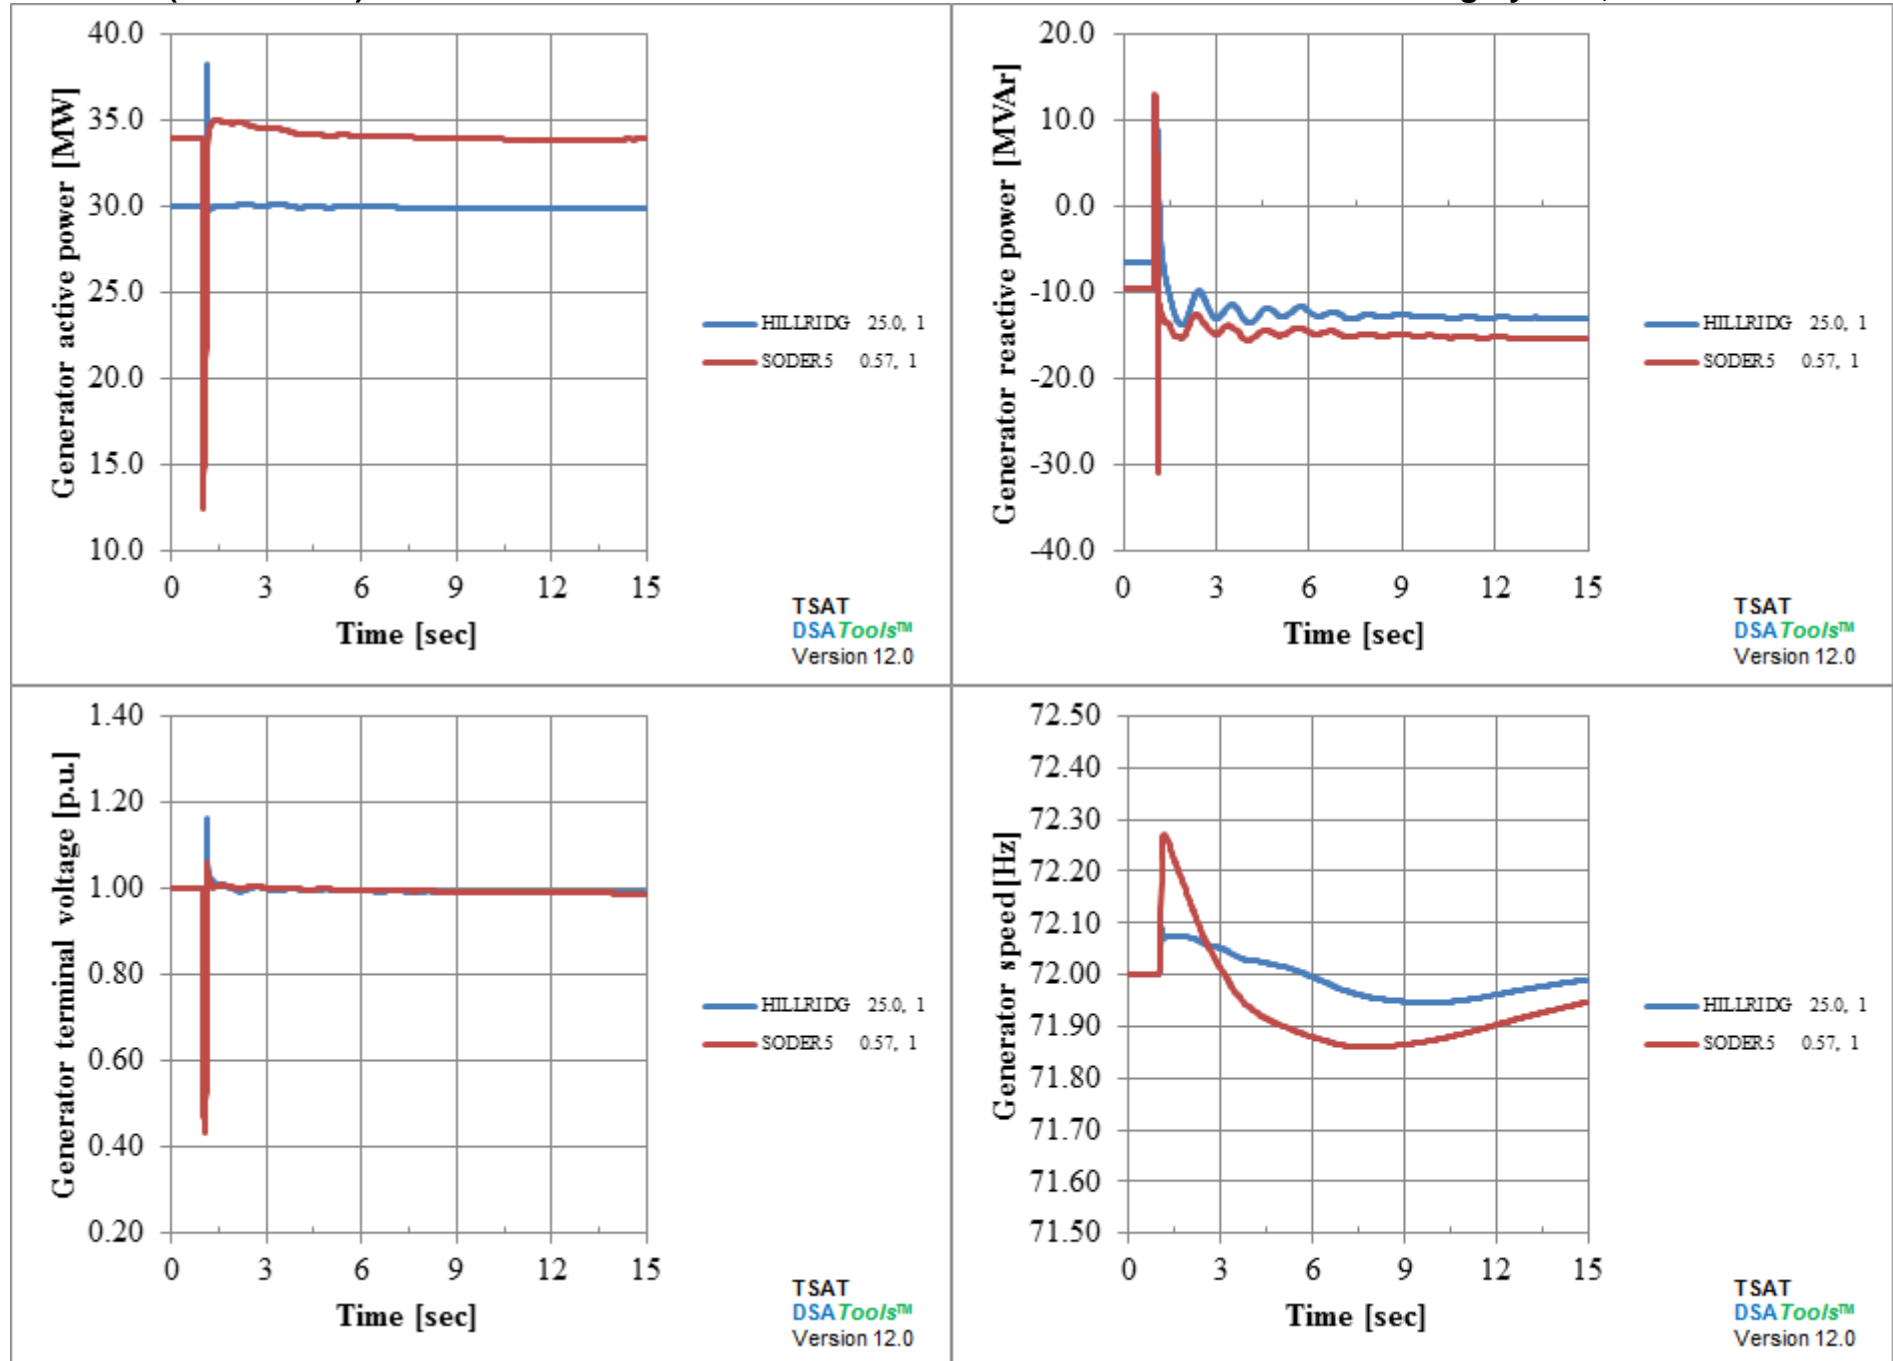 Generator active power [MW]
40.0
35.0
30.0
25.0
20.0
15.0
10.0
0 3 6 9 12 15
Time [sec]
HILLRIDG 25.0, 1
SODER5 0.57, 1
TSAT
DSATools™
Version 12.0
Generator reactive power [MVAr]
20.0
10.0
0.0
-10.0
-20.0
-30.0
-40.0
0 3 6 9 12 15
Time [sec]
HILLRIDG 25.0, 1
SODER5 0.57, 1
TSAT
DSATools™
Version 12.0
Generator terminal voltage [p.u.]
1.40
1.20
1.00
0.80
0.60
0.40
0.20
0 3 6 9 12 15
Time [sec]
HILLRIDG 25.0, 1
SODER5 0.57, 1
TSAT
DSATools™
Version 12.0
Generator speed [Hz]
72.50
72.40
72.30
72.20
72.10
72.00
71.90
71.80
71.70
71.60
71.50
0 3 6 9 12 15
Time [sec]
HILLRIDG 25.0, 1
SODER5 0.57, 1
TSAT
DSATools™
Version 12.0